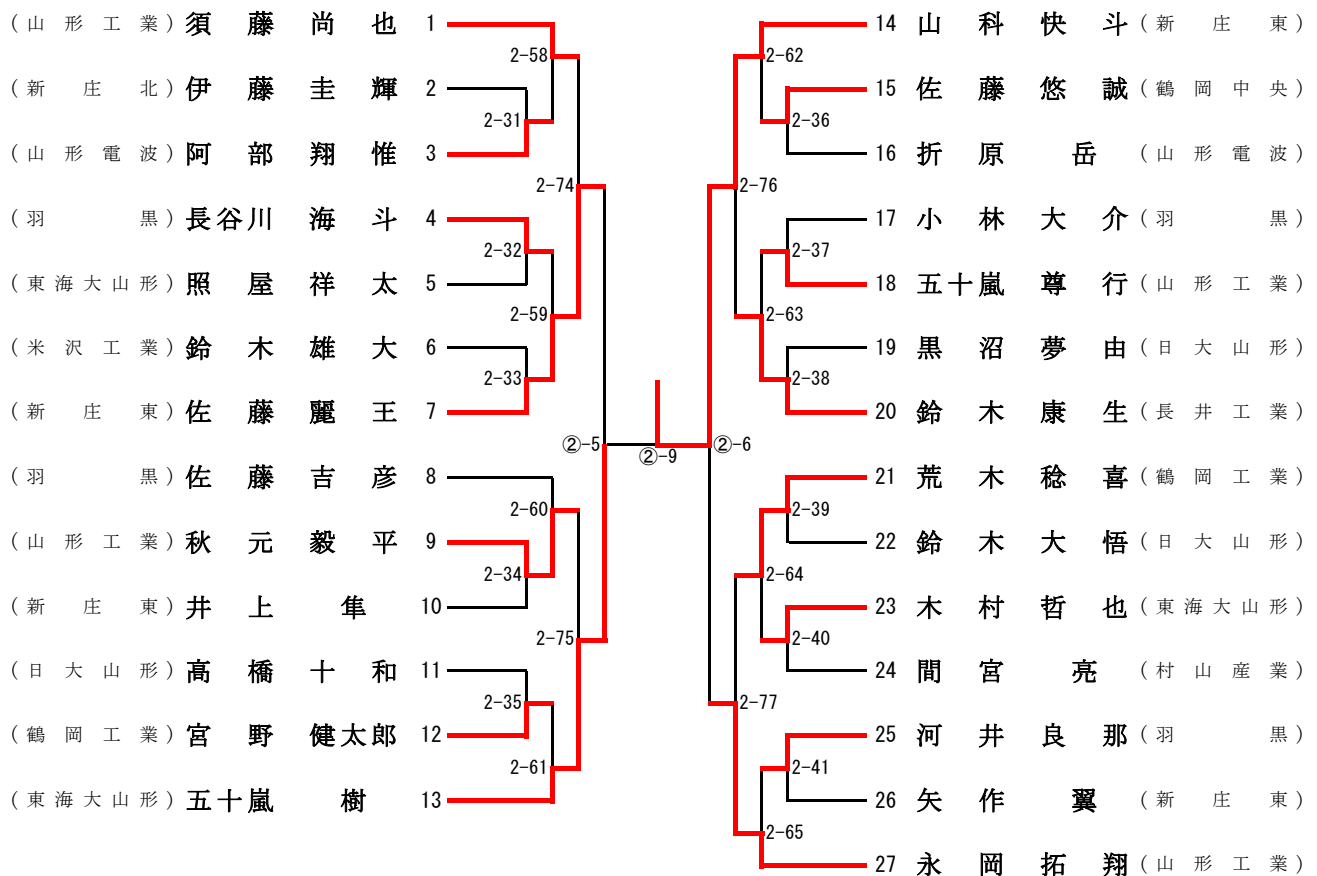 (山形工業) 須藤尚也 1
2-58
(新庄北) 伊藤圭輝 2
2-31
(山形電波) 阿部翔惟 3
2-74
(羽黒) 長谷川海斗 4
2-32
(東海大山形) 照屋祥太 5
2-59
(米沢工業) 鈴木雄大 6
2-33
(新庄東) 佐藤麗王 7
②-5
(羽黒) 佐藤吉彦 8
2-60
(山形工業) 秋元毅平 9
2-34
(新庄東) 井上隼 10
2-75
(日大山形) 高橋十和 11
2-35
(鶴岡工業) 宮野健太郎 12
2-61
(東海大山形) 五十嵐樹 13
②-9
14 山科快斗 (新庄東)
2-62
15 佐藤悠誠 (鶴岡中央)
2-36
16 折原岳 (山形電波)
2-76
17 小林大介 (羽黒)
2-37
18 五十嵐尊行 (山形工業)
2-63
19 黒沼夢由 (日大山形)
2-38
20 鈴木康生 (長井工業)
②-6
21 荒木稔喜 (鶴岡工業)
2-39
22 鈴木大悟 (日大山形)
2-64
23 木村哲也 (東海大山形)
2-40
24 間宮亮 (村山産業)
2-77
25 河井良那 (羽黒)
2-41
26 矢作翼 (新庄東)
2-65
27 永岡拓翔 (山形工業)